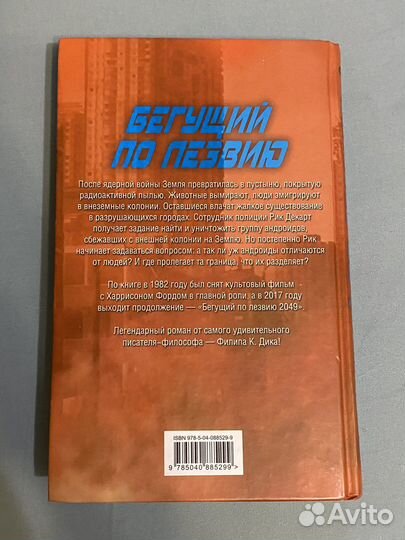 БЕГУЩИЙ
ПО ЛЕЗВИЮ
После ядерной войны Земля превратилась в пустыню, покрытую
радиоактивной пылью. Животные вымирают, люди эмигрируют
в внеземные колонии. Оставшиеся влачат жалкое существование
в разрушающихся городах. Сотрудник полиции Рик Декарт
получает задание найти и уничтожить группу андроидов,
сбежавших с внешней колонии на Землю. Но постепенно Рик
начинает задаваться вопросом: а так ли уж андроиды отличаются
от людей? И где пролегает та граница, что их разделяет?
По книге в 1982 году был снят культовый фильм -
с Харрисоном Фордом в главной роли, а в 2017 году
выходит продолжение — «Бегущий по лезвию 2049».
Легендарный роман от самого удивительного
писателя-философа — Филипа К. Дика!
ISBN 978-5-04-088529-9
9 785040 885299 >
Avito